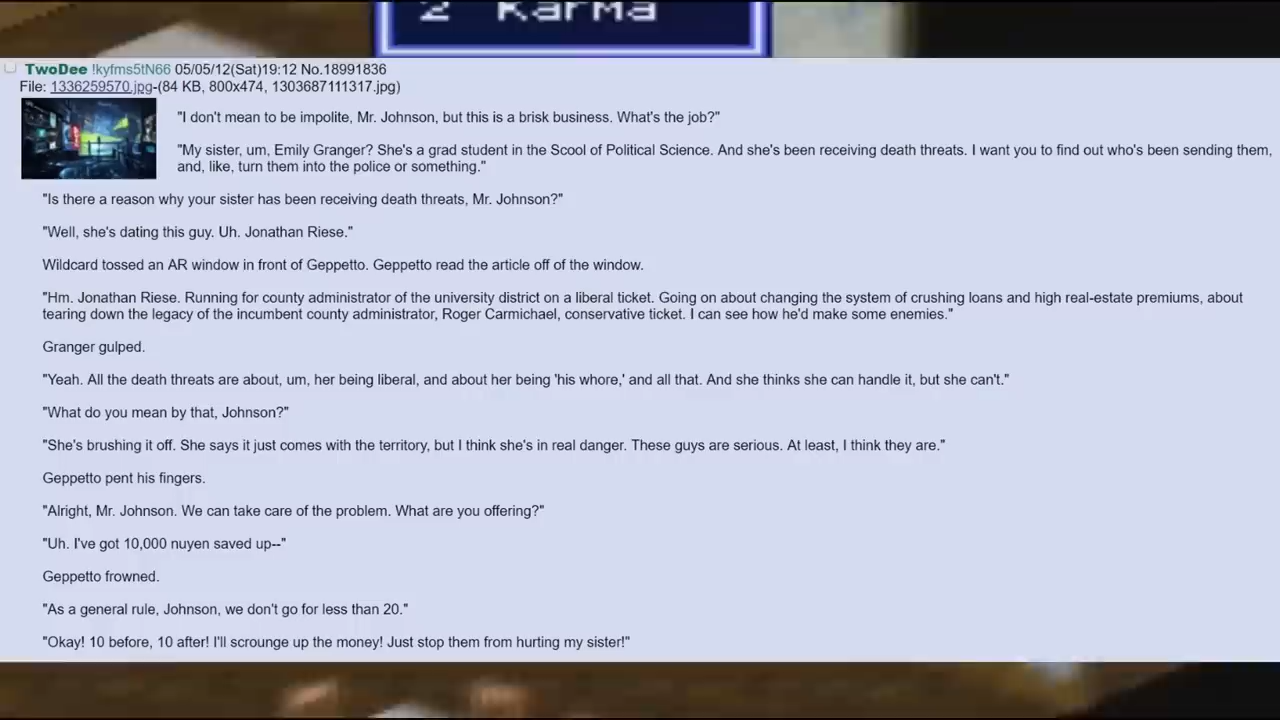 2 Karma
TwoDee !kyfms5tN66 05/05/12(Sat)19:12 No.18991836
File: 1336259570.jpg-(84 KB, 800x474, 1303687111317.jpg)
"I don't mean to be impolite, Mr. Johnson, but this is a brisk business. What's the job?"
"My sister, um, Emily Granger? She's a grad student in the Scool of Political Science. And she's been receiving death threats. I want you to find out who's been sending them,
and, like, turn them into the police or something."
"Is there a reason why your sister has been receiving death threats, Mr. Johnson?"
"Well, she's dating this guy. Uh. Jonathan Riese."
Wildcard tossed an AR window in front of Geppetto. Geppetto read the article off of the window.
"Hm. Jonathan Riese. Running for county administrator of the university district on a liberal ticket. Going on about changing the system of crushing loans and high real-estate premiums, about
tearing down the legacy of the incumbent county administrator, Roger Carmichael, conservative ticket. I can see how he'd make some enemies."
Granger gulped.
"Yeah. All the death threats are about, um, her being liberal, and about her being 'his whore,' and all that. And she thinks she can handle it, but she can't."
"What do you mean by that, Johnson?"
"She's brushing it off. She says it just comes with the territory, but I think she's in real danger. These guys are serious. At least, I think they are."
Geppetto pent his fingers.
"Alright, Mr. Johnson. We can take care of the problem. What are you offering?"
"Uh. I've got 10,000 nuyen saved up--"
Geppetto frowned.
"As a general rule, Johnson, we don't go for less than 20."
"Okay! 10 before, 10 after! I'll scrounge up the money! Just stop them from hurting my sister!"